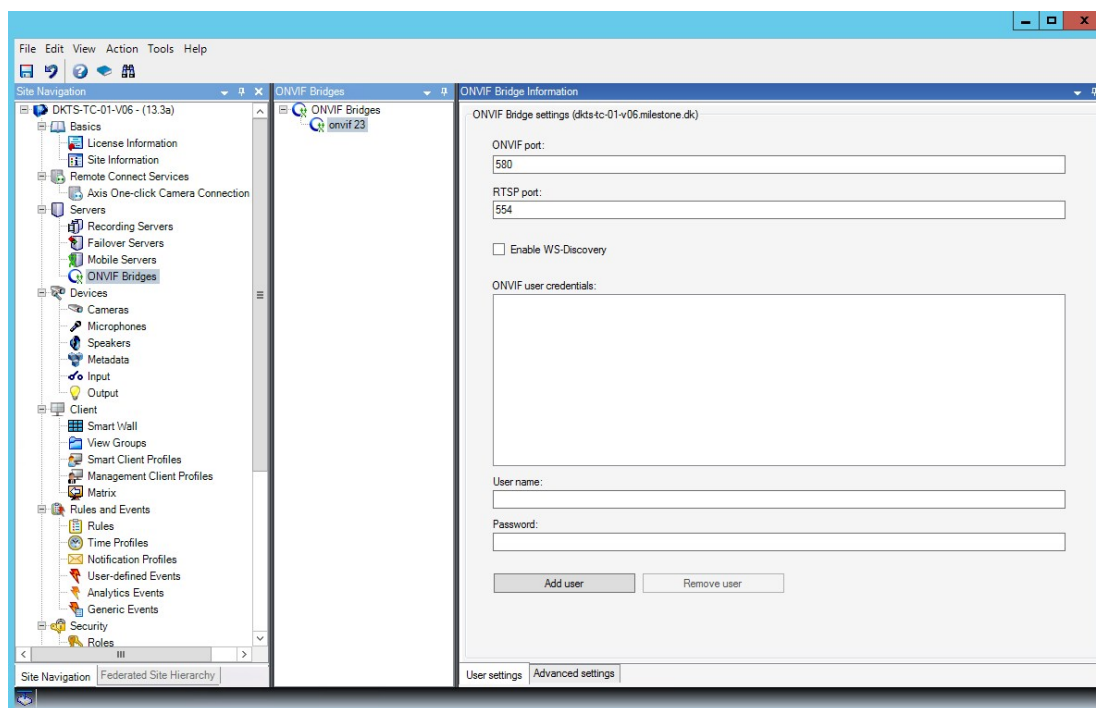 X
File Edit View Action Tools Help
Site Navigation
DKTS-TC-01-V06 - (13.3a)
Basics
License Information
Site Information
Remote Connect Services
Axis One-click Camera Connection
Servers
Recording Servers
Failover Servers
Mobile Servers
ONVIF Bridges
Devices
Cameras
Microphones
Speakers
Metadata
Input
Output
Client
Smart Wall
View Groups
Smart Client Profiles
Management Client Profiles
Matrix
Rules and Events
Rules
Time Profiles
Notification Profiles
User-defined Events
Analytics Events
Generic Events
Security
Roles
Site Navigation
Federated Site Hierarchy
ONVIF Bridges
ONVIF Bridges
onvif 23
ONVIF Bridge Information
ONVIF Bridge settings (dkts-tc-01-v06.milestone.dk)
ONVIF port:
580
RTSP port:
554
Enable WS-Discovery
ONVIF user credentials:
User name:
Password:
Add user
Remove user
User settings
Advanced settings